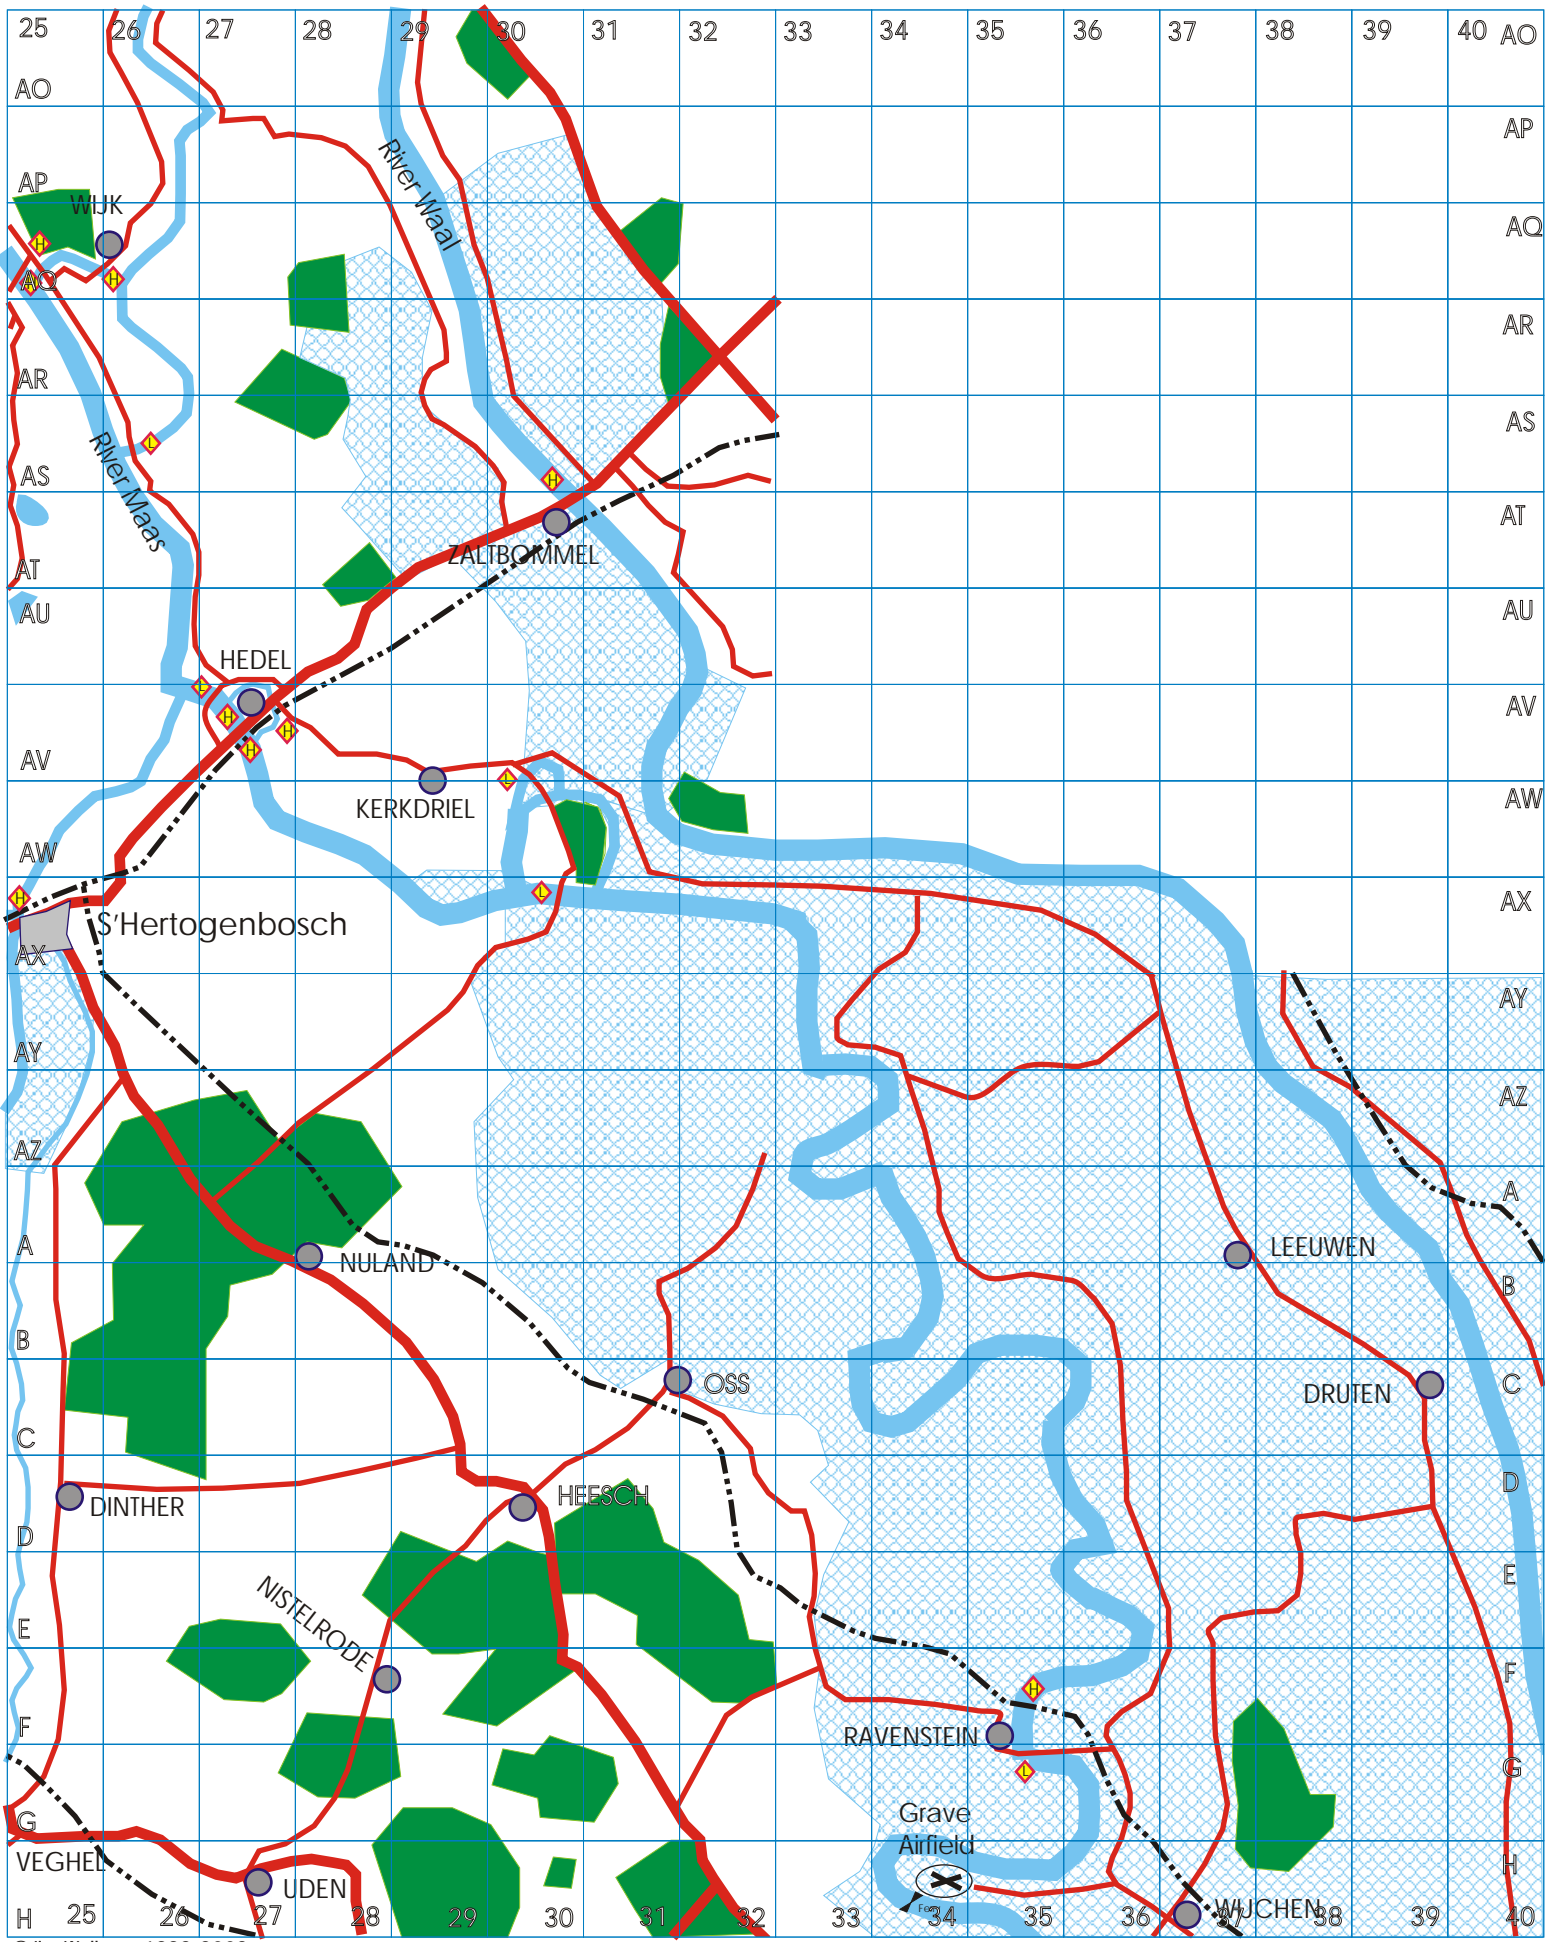 25 26 27 28 29 30 31 32 33 34 35 36 37 38 39 40 AO
AO
AP
AP
WIJK
River Waal
AQ
AQ
H
H
H
AR
AR
AS
L
River Maas
AS
H
AT
ZALTBOMMEL
AT
AU
AU
HEDEL
L
AV
H
H
H
AV
L
KERKDRIEL
AW
AW
L
H
AX
S'Hertogenbosch
AX
AY
AY
AZ
AZ
A
A
NULAND
LEEUWEN
B
B
OSS
DRUTEN
C
C
D
HEESCH
DINTHER
D
E
NISTELRODE
E
F
H
F
RAVENSTEIN
G
L
Grave
Airfield
G
VEGHEL
H
UDEN
WIJCHEN
H 25 26 27 28 29 30 31 32 33 34 35 36 37 38 39 40